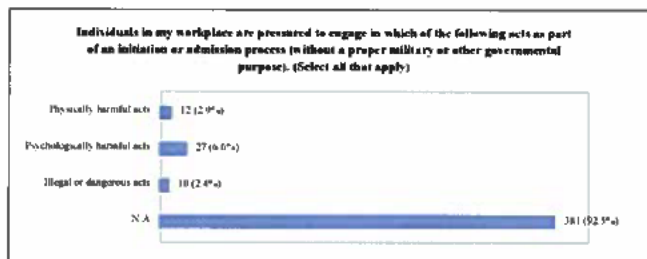 Individuals in my workplace are pressured to engage in which of the following acts as part
of an initiation or admission process (without a proper military or other governmental
purpose). (Select all that apply)
Physically harmful acts
12 (2.9%)
Psychologically harmful acts
27 (6.6%)
Illegal or dangerous acts
10 (2.4%)
N/A
381 (92.5%)